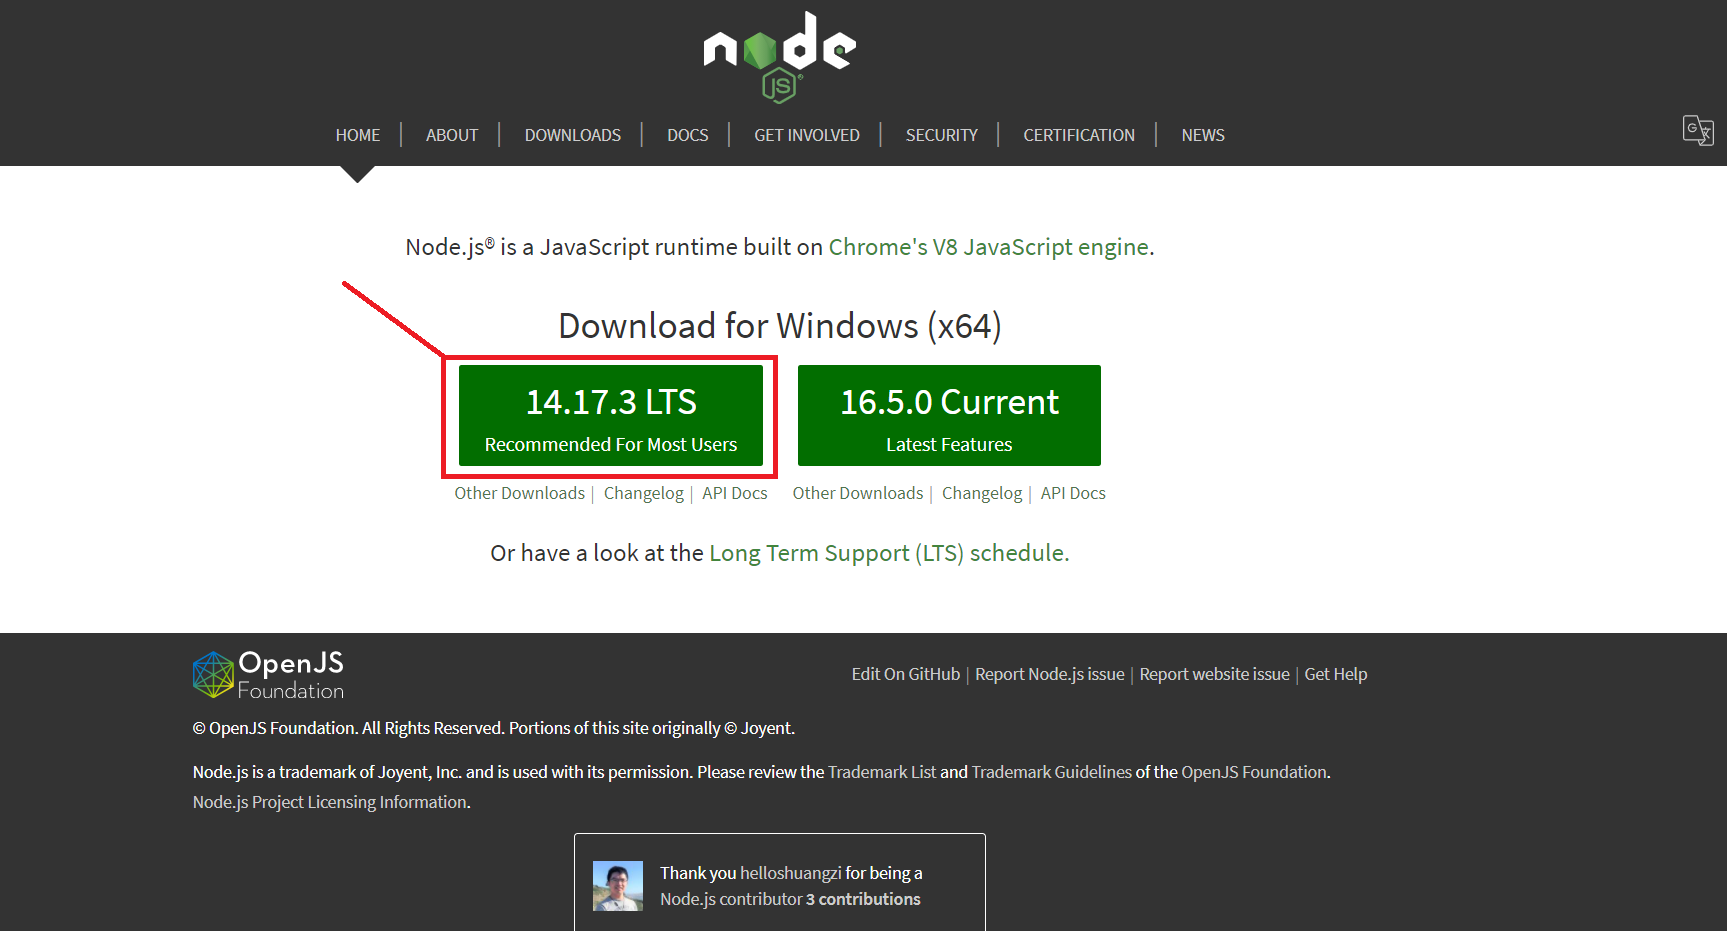 node
JS®
HOME | ABOUT | DOWNLOADS | DOCS | GET INVOLVED | SECURITY | CERTIFICATION | NEWS
G 文
Node.js® is a JavaScript runtime built on Chrome's V8 JavaScript engine.
Download for Windows (x64)
14.17.3 LTS
Recommended For Most Users
Other Downloads | Changelog | API Docs
16.5.0 Current
Latest Features
Other Downloads | Changelog | API Docs
Or have a look at the Long Term Support (LTS) schedule.
OpenJS
Foundation
Edit On GitHub | Report Node.js issue | Report website issue | Get Help
© OpenJS Foundation. All Rights Reserved. Portions of this site originally © Joyent.
Node.js is a trademark of Joyent, Inc. and is used with its permission. Please review the Trademark List and Trademark Guidelines of the OpenJS Foundation.
Node.js Project Licensing Information.
Thank you helloshuangzi for being a
Node.js contributor 3 contributions